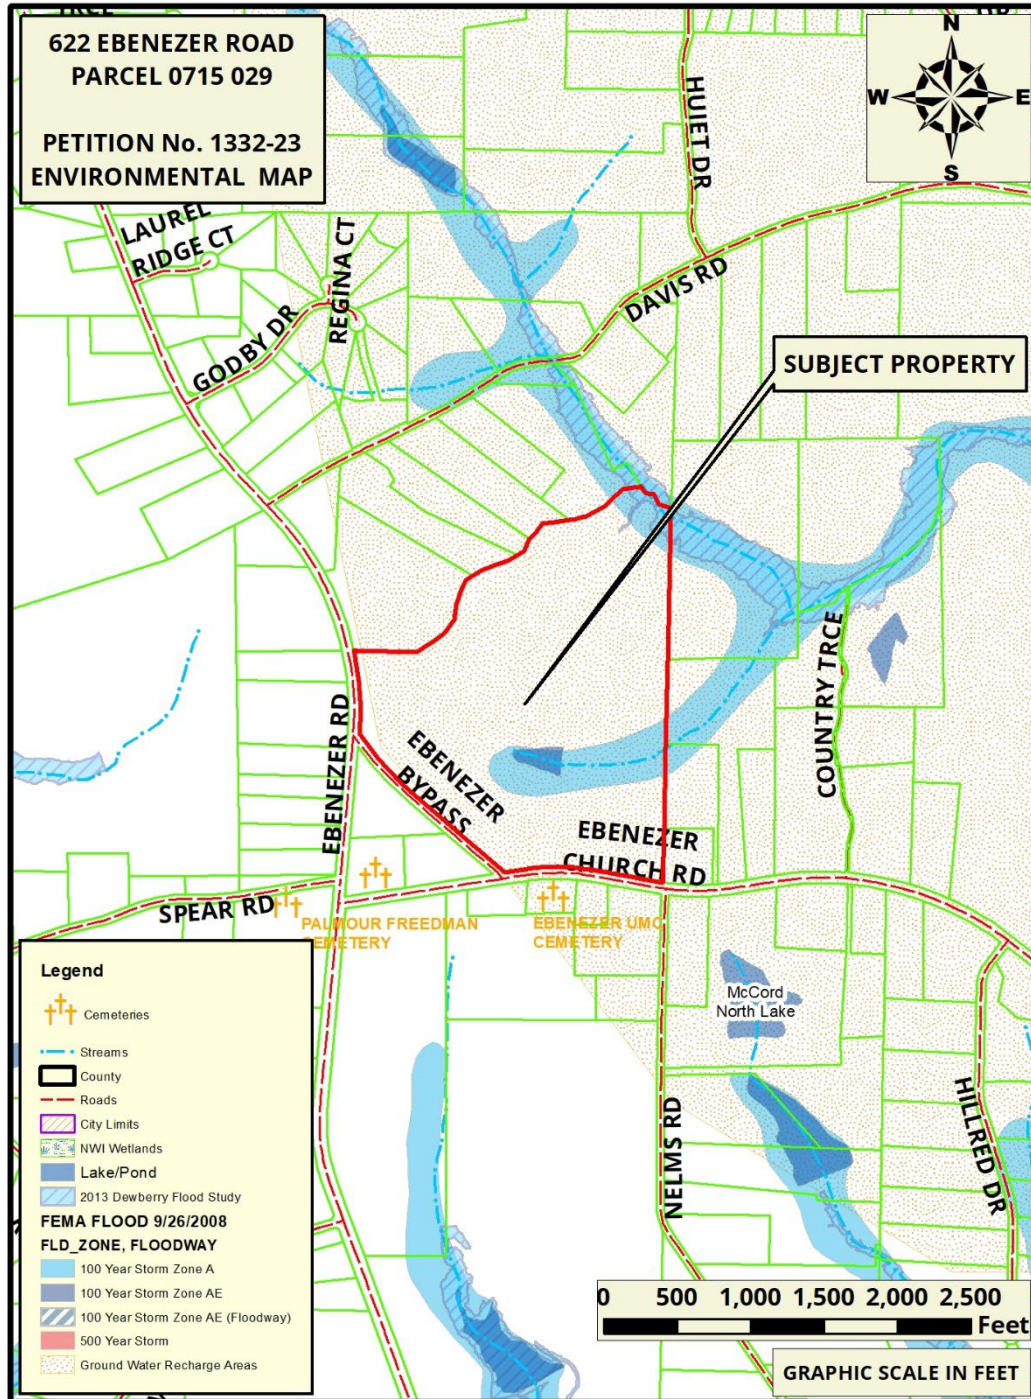 622 EBENEZER ROAD
PARCEL 0715 029
PETITION No. 1332-23
ENVIRONMENTAL MAP
N
W
E
S
HUIET DR
LAUREL
RIDGE CT
REGINA CT
GODBY DR
DAVIS RD
SUBJECT PROPERTY
COUNTRY TRCE
EBENEZER RD
EBENEZER
BYPASS
EBENEZER
CHURCH RD
SPEAR RD
PALMOUR FREEDMAN
CEMETERY
EBENEZER UMC
CEMETERY
McCord
North Lake
NELMS RD
HILLRED DR
Legend
Cemeteries
Streams
County
Roads
City Limits
NWI Wetlands
Lake/Pond
2013 Dewberry Flood Study
FEMA FLOOD 9/26/2008
FLD_ZONE, FLOODWAY
100 Year Storm Zone A
100 Year Storm Zone AE
100 Year Storm Zone AE (Floodway)
500 Year Storm
Ground Water Recharge Areas
0 500 1,000 1,500 2,000 2,500
Feet
GRAPHIC SCALE IN FEET